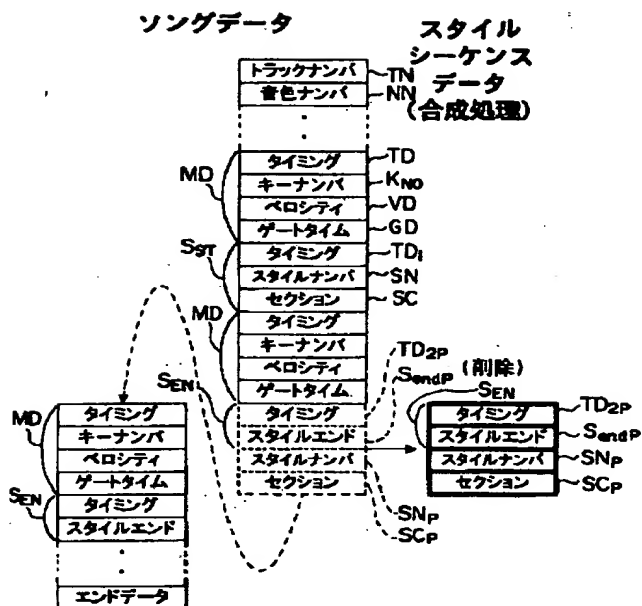 ソングデータ
スタイル
シーケンス
データ
(合成処理)
トラックナンバ TN
音色ナンバ NN
MD
タイミング TD
キーナンバ KNO
ベロシティ VD
ゲートタイム GD
SST
タイミング TD1
スタイルナンバ SN
セクション SC
MD
タイミング
キーナンバ
ベロシティ
ゲートタイム
TD2P
SendP
SEN
タイミング
スタイルエンド
スタイルナンバ
セクション
SNP
SCP
(削除)
SEN
タイミング TD2P
スタイルエンド SendP
スタイルナンバ SNP
セクション SCP
MD
タイミング
キーナンバ
ベロシティ
ゲートタイム
SEN
タイミング
スタイルエンド
エンドデータ